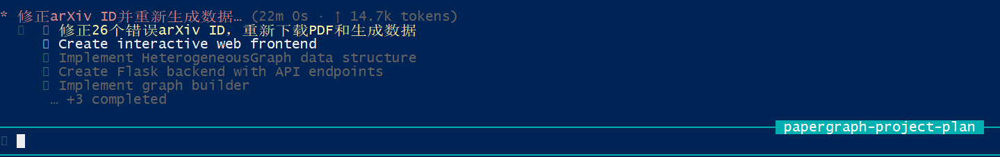 * 修正arXiv ID并重新生成数据… (22m 0s · ↑ 14.7k tokens)
修正26个错误arXiv ID，重新下载PDF和生成数据
Create interactive web frontend
Implement HeterogeneousGraph data structure
Create Flask backend with API endpoints
Implement graph builder
… +3 completed
papergraph-project-plan